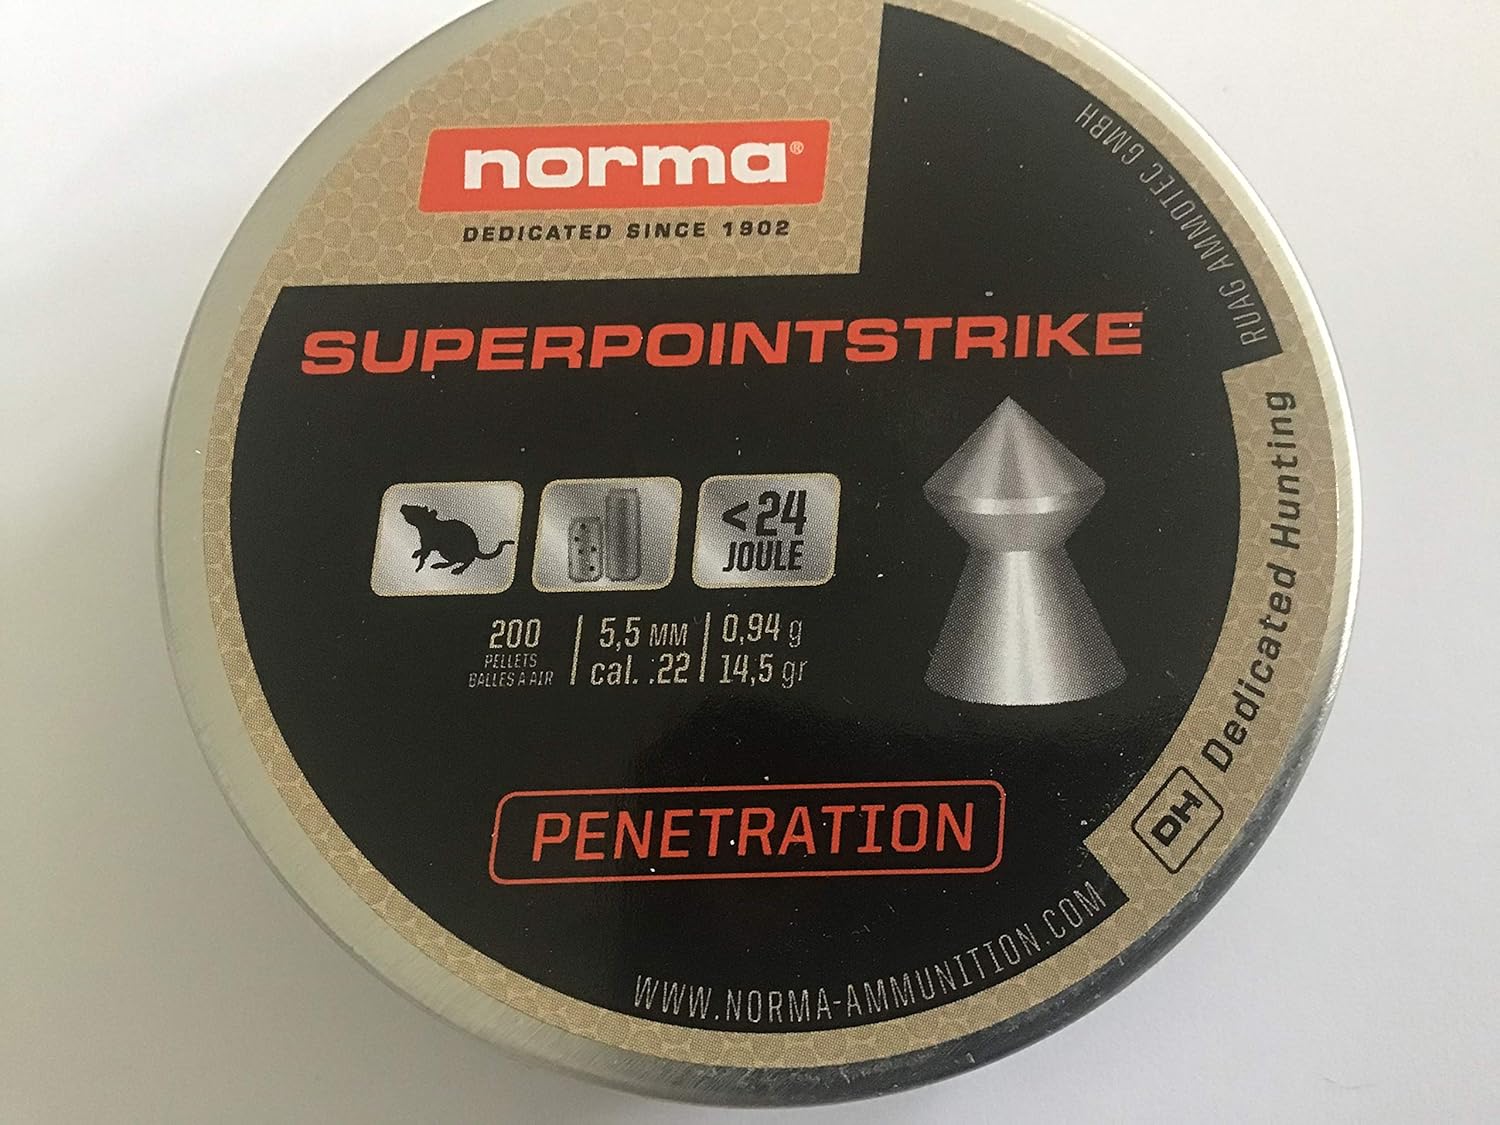 norma®
DEDICATED SINCE 1902
RUAG AMMOTEC GMBH
SUPERPOINTSTRIKE
<24
JOULE
200
PELLETS
BALLES A AIR
5,5 MM
cal. .22
0,94 g
14,5 gr
PENETRATION
DH Dedicated Hunting
WWW.NORMA-AMMUNITION.COM